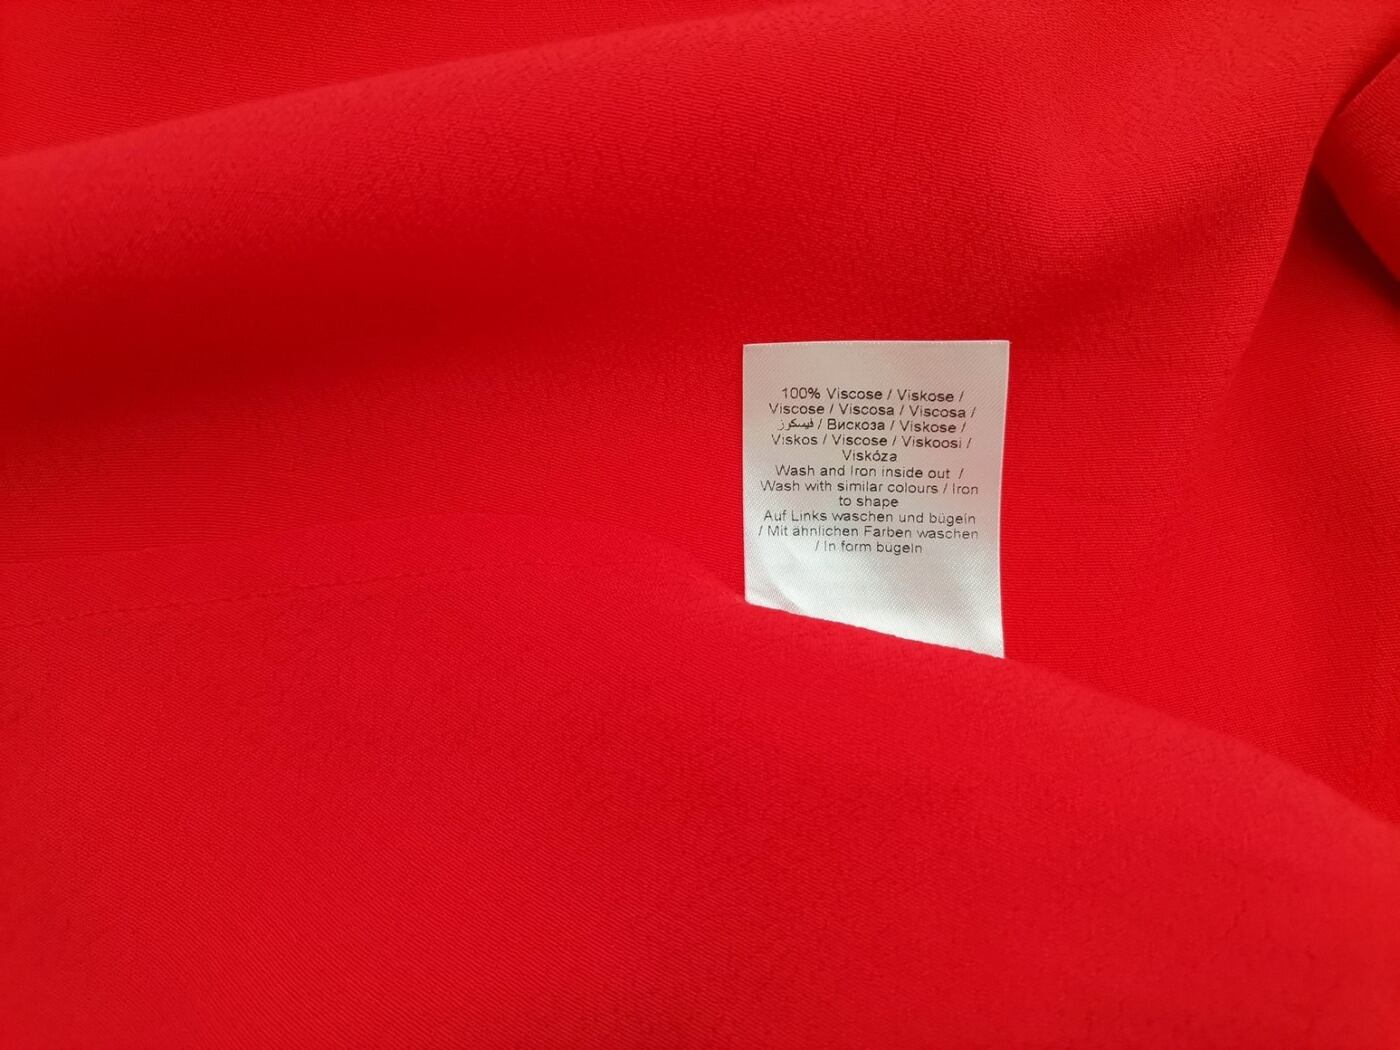 100% Viscose / Viskose /
Viscose / Viscosa / Viscosa /
فيسكوز / Вискоза / Viskose /
Viskos / Viscose / Viskoosi /
Viskóza
Wash and Iron inside out /
Wash with similar colours / Iron
to shape
Auf Links waschen und bügeln
/ Mit ähnlichen Farben waschen
/ In form bugeln